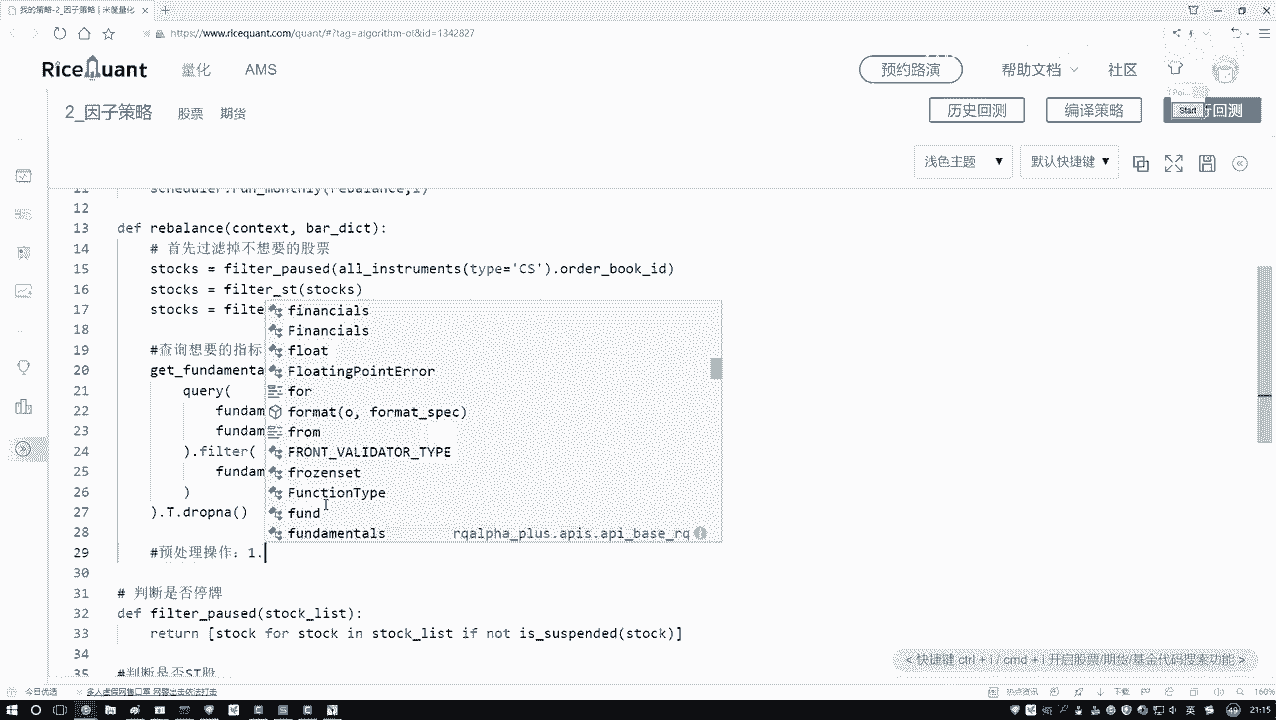 我的策略-2_因子策略 | 米筐量化
https://www.ricequant.com/quant/#?tag=algorithm-ot&id=1342827
RiceQuant 量化 AMS 预约路演 帮助文档 社区
2_因子策略 股票 期货 历史回测 编译策略 Start 行回测
浅色主题 默认快捷键
11 scheduler.run_monthly(rebalance,1)
12
13 def rebalance(context, bar_dict):
14 # 首先过滤掉不想要的股票
15 stocks = filter_paused(all_instruments(type='CS').order_book_id)
16 stocks = filter_st(stocks)
17 stocks = filte
18
19 #查询想要的指标
20 get_fundamenta
21 query(
22 fundam
23 fundam
24 ).filter(
25 fundam
26 )
27 ).T.dropna()
28
29 #预处理操作: 1.
30
31 # 判断是否停牌
32 def filter_paused(stock_list):
33 return [stock for stock in stock_list if not is_suspended(stock)]
34
35 #判断是否ST股
financials
Financials
float
FloatingPointError
for
format(o, format_spec)
from
FRONT_VALIDATOR_TYPE
frozenset
FunctionType
fund
fundamentals rqalpha_plus.apis.api_base_rq
快捷键 ctrl + i / cmd + i 开启股票/期货/基金代码搜索功能 >
今日优选 多人虚假网售口罩 网警出击依法打击 热点资讯 下载 160%
英 21:15